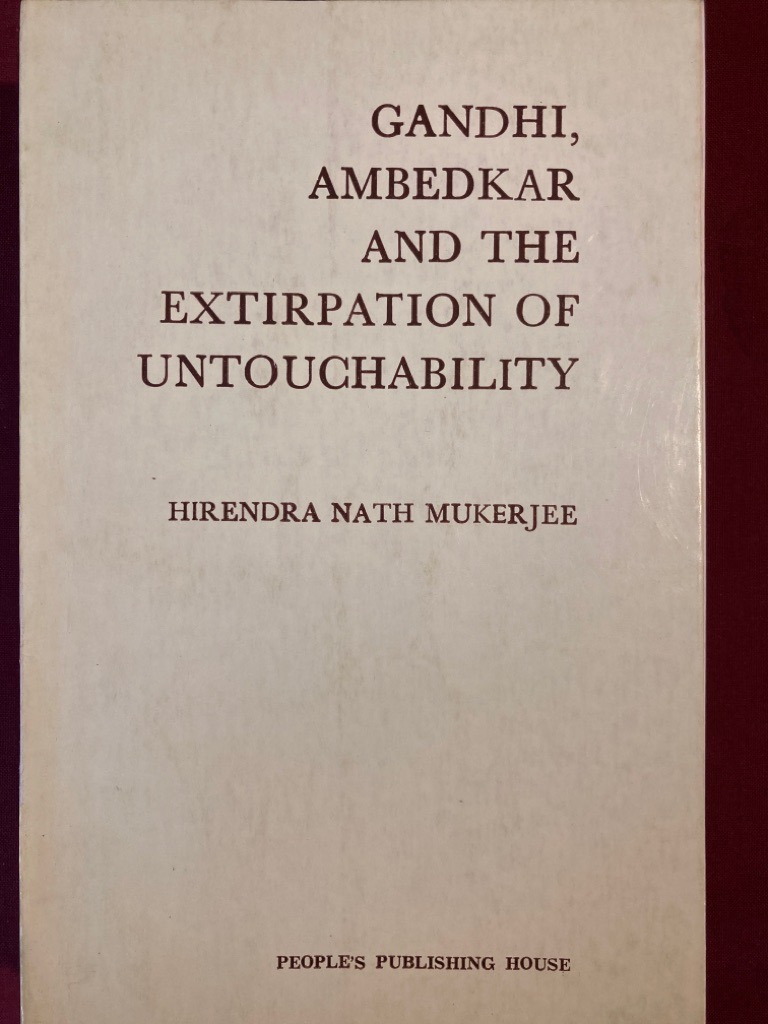 GANDHI,
AMBEDKAR
AND THE
EXTIRPATION OF
UNTOUCHABILITY
HIRENDRA NATH MUKERJEE
PEOPLE'S PUBLISHING HOUSE